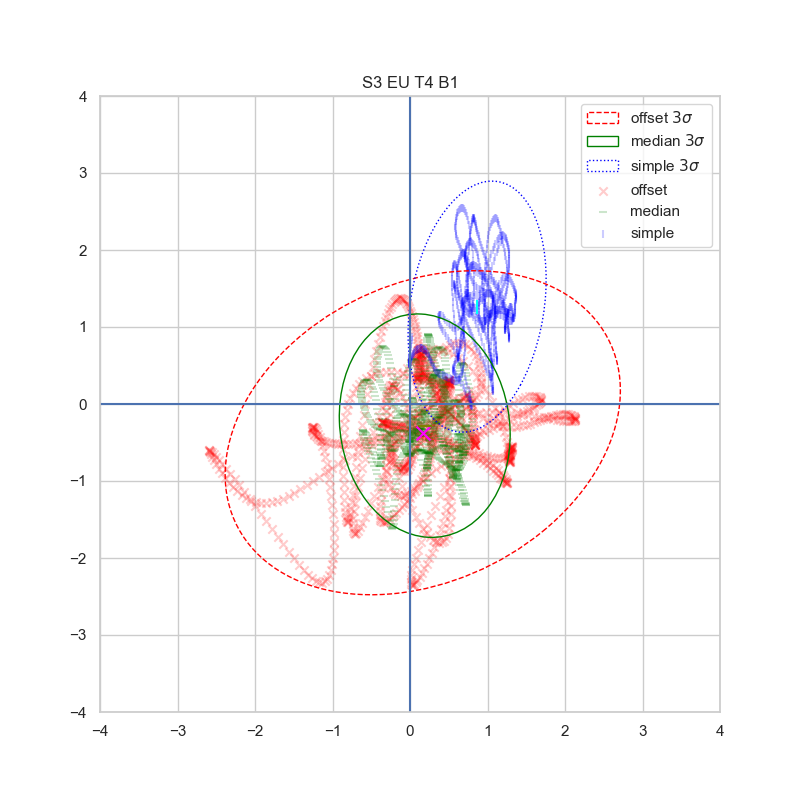 S3 EU T4 B1
offset 3σ
median 3σ
simple 3σ
offset
median
simple
4
3
2
1
0
−1
−2
−3
−4
−4 −3 −2 −1 0 1 2 3 4